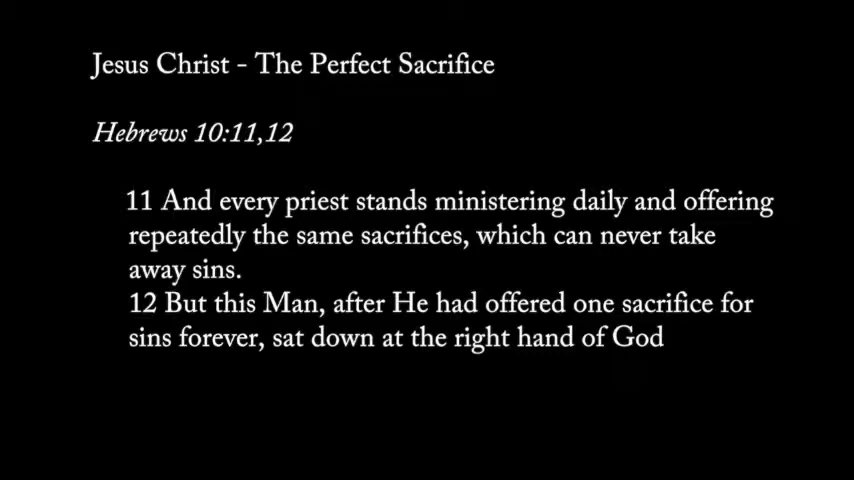 Jesus Christ - The Perfect Sacrifice
Hebrews 10:11,12
11 And every priest stands ministering daily and offering
repeatedly the same sacrifices, which can never take
away sins.
12 But this Man, after He had offered one sacrifice for
sins forever, sat down at the right hand of God